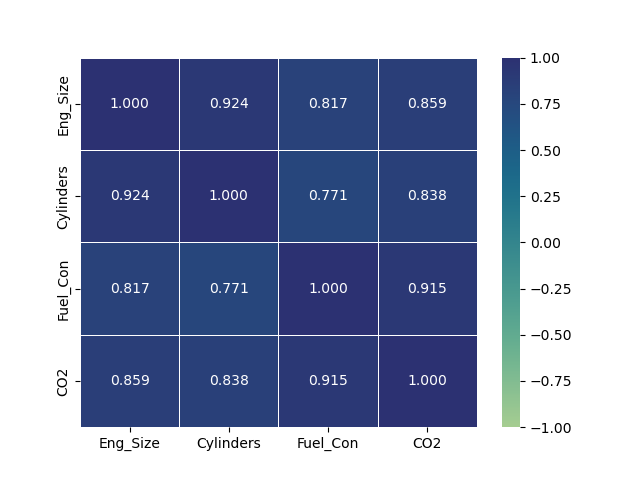 Eng_Size 1.000 0.924 0.817 0.859
Cylinders 0.924 1.000 0.771 0.838
Fuel_Con 0.817 0.771 1.000 0.915
CO2 0.859 0.838 0.915 1.000
Eng_Size Cylinders Fuel_Con CO2
1.00
0.75
0.50
0.25
0.00
−0.25
−0.50
−0.75
−1.00